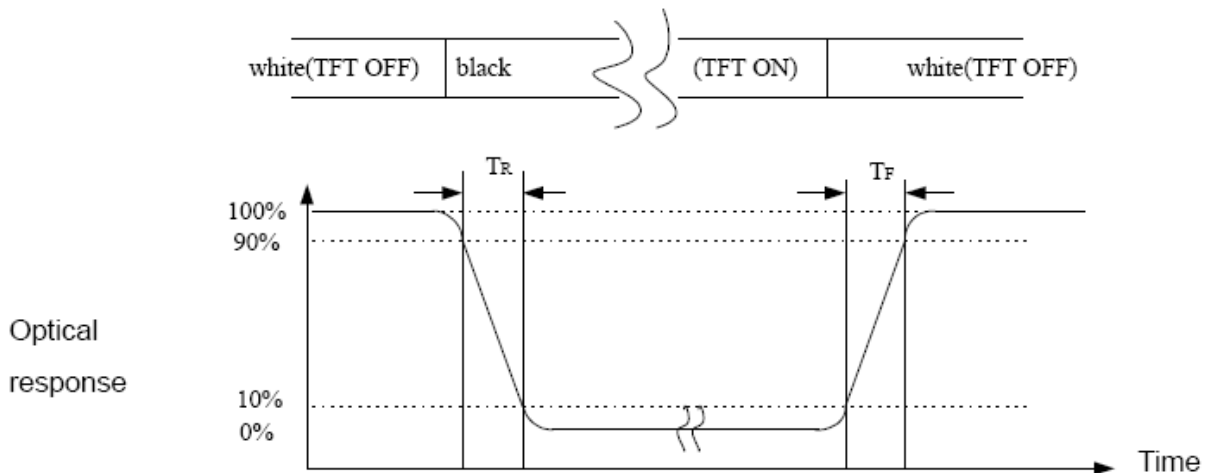 white(TFT OFF) black (TFT ON) white(TFT OFF)
TR TF
100%
90%
Optical
response
10%
0%
Time